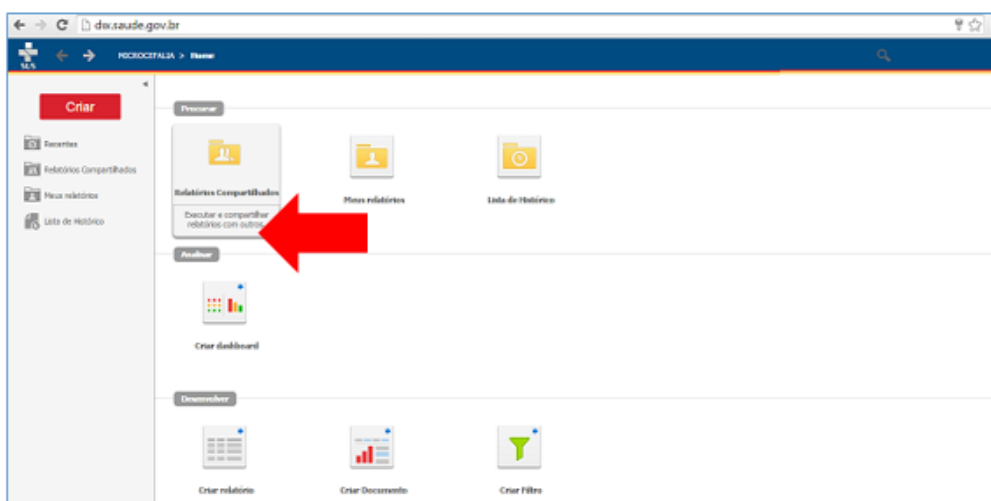 dw.saude.gov.br
SUS
MICROCEFALIA > Home
Criar
Recentes
Relatórios Compartilhados
Meus relatórios
Lista de Histórico
Procurar
Relatórios Compartilhados
Executar e compartilhar
relatórios com outros
Meus relatórios
Lista de Histórico
Analisar
Criar dashboard
Desenvolver
Criar relatório
Criar Documento
Criar Filtro